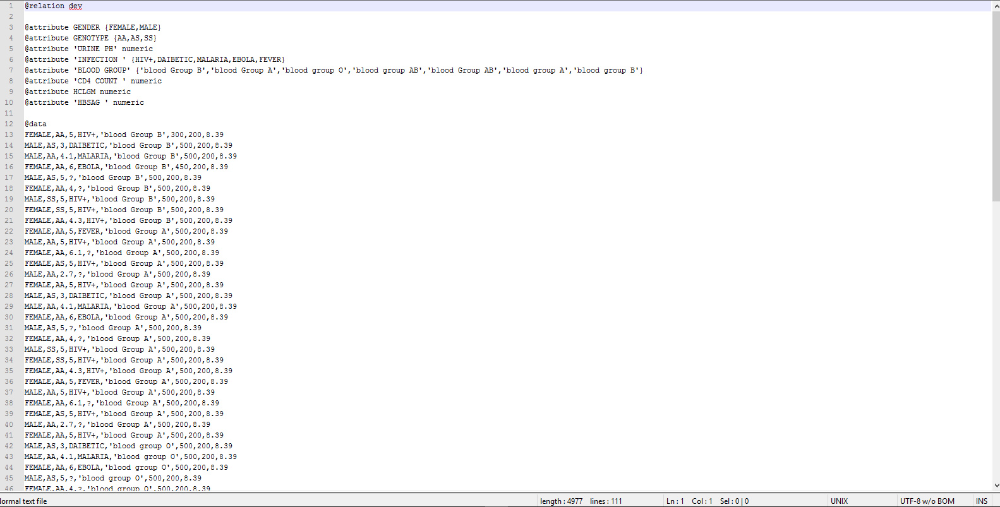 1 @relation dev
2
3 @attribute GENDER {FEMALE,MALE}
4 @attribute GENOTYPE {AA,AS,SS}
5 @attribute 'URINE PH' numeric
6 @attribute 'INFECTION ' {HIV+,DAIBETIC,MALARIA,EBOLA,FEVER}
7 @attribute 'BLOOD GROUP' {'blood Group B','blood Group A','blood group O','blood group AB','blood Group AB','blood group A','blood group B'}
8 @attribute 'CD4 COUNT ' numeric
9 @attribute HCLGM numeric
10 @attribute 'HBSAG ' numeric
11
12 @data
13 FEMALE,AA,5,HIV+,'blood Group B',300,200,8.39
14 MALE,AS,3,DAIBETIC,'blood Group B',500,200,8.39
15 MALE,AA,4.1,MALARIA,'blood Group B',500,200,8.39
16 FEMALE,AA,6,EBOLA,'blood Group B',450,200,8.39
17 MALE,AS,5,?,'blood Group B',500,200,8.39
18 FEMALE,AA,4,?,'blood Group B',500,200,8.39
19 MALE,SS,5,HIV+,'blood Group B',500,200,8.39
20 FEMALE,SS,5,HIV+,'blood Group B',500,200,8.39
21 FEMALE,AA,4.3,HIV+,'blood Group B',500,200,8.39
22 FEMALE,AA,5,FEVER,'blood Group A',500,200,8.39
23 MALE,AA,5,HIV+,'blood Group A',500,200,8.39
24 FEMALE,AA,6.1,?,'blood Group A',500,200,8.39
25 FEMALE,AS,5,HIV+,'blood Group A',500,200,8.39
26 MALE,AA,2.7,?,'blood Group A',500,200,8.39
27 FEMALE,AA,5,HIV+,'blood Group A',500,200,8.39
28 MALE,AS,3,DAIBETIC,'blood Group A',500,200,8.39
29 MALE,AA,4.1,MALARIA,'blood Group A',500,200,8.39
30 FEMALE,AA,6,EBOLA,'blood Group A',500,200,8.39
31 MALE,AS,5,?,'blood Group A',500,200,8.39
32 FEMALE,AA,4,?,'blood Group A',500,200,8.39
33 MALE,SS,5,HIV+,'blood Group A',500,200,8.39
34 FEMALE,SS,5,HIV+,'blood Group A',500,200,8.39
35 FEMALE,AA,4.3,HIV+,'blood Group A',500,200,8.39
36 FEMALE,AA,5,FEVER,'blood Group A',500,200,8.39
37 MALE,AA,5,HIV+,'blood Group A',500,200,8.39
38 FEMALE,AA,6.1,?,'blood Group A',500,200,8.39
39 FEMALE,AS,5,HIV+,'blood Group A',500,200,8.39
40 MALE,AA,2.7,?,'blood Group A',500,200,8.39
41 FEMALE,AA,5,HIV+,'blood Group A',500,200,8.39
42 MALE,AS,3,DAIBETIC,'blood group O',500,200,8.39
43 MALE,AA,4.1,MALARIA,'blood group O',500,200,8.39
44 FEMALE,AA,6,EBOLA,'blood group O',500,200,8.39
45 MALE,AS,5,?,'blood group O',500,200,8.39
46 FEMALE,AA,4,?,'blood group O',500,200,8.39
ormal text file length : 4977 lines : 111 Ln : 1 Col : 1 Sel : 0 | 0 UNIX UTF-8 w/o BOM INS